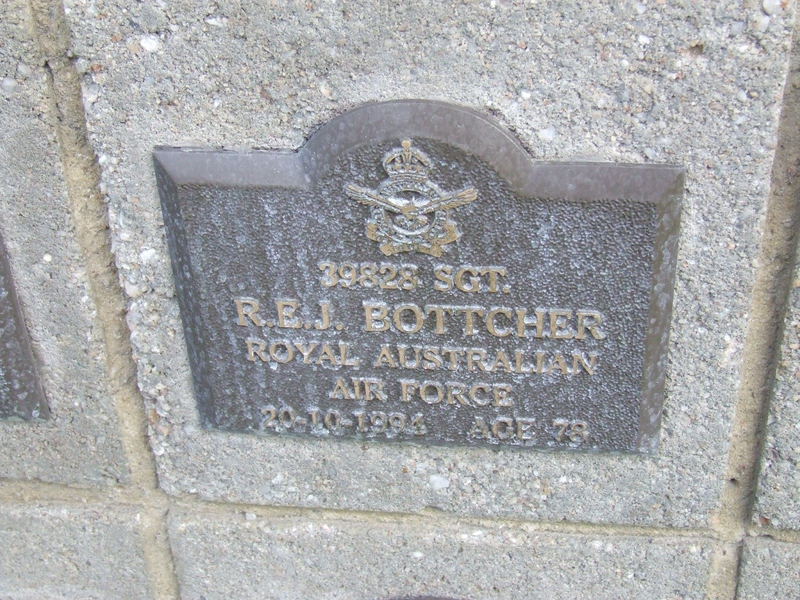 39828 SGT.
R.E.J. BOTTCHER
ROYAL AUSTRALIAN
AIR FORCE
20-10-1994 AGE 78